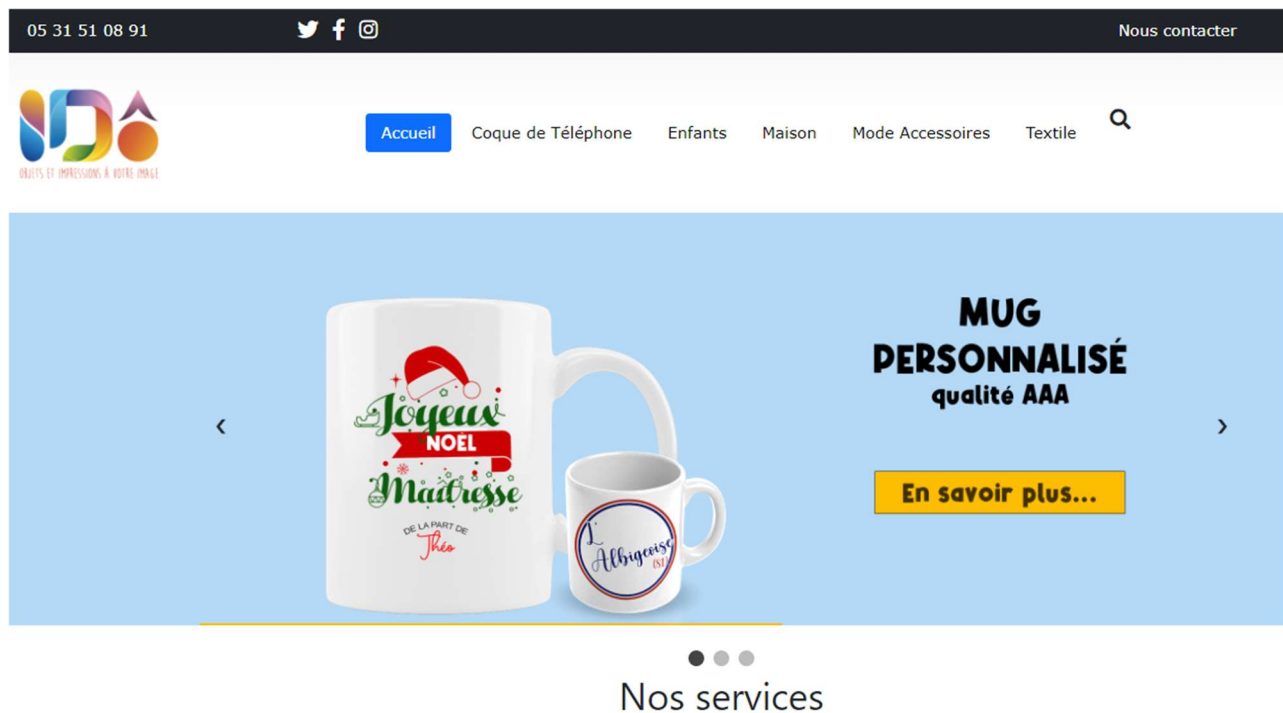 05 31 51 08 91
Nous contacter
IDÔ
OBJETS ET IMPRESSIONS À VOTRE IMAGE
Accueil Coque de Téléphone Enfants Maison Mode Accessoires Textile
MUG
PERSONNALISÉ
qualité AAA
En savoir plus...
Joyeux
NOËL
Maîtresse
DE LA PART DE
Théo
L'
Albigeoise
(81)
Nos services